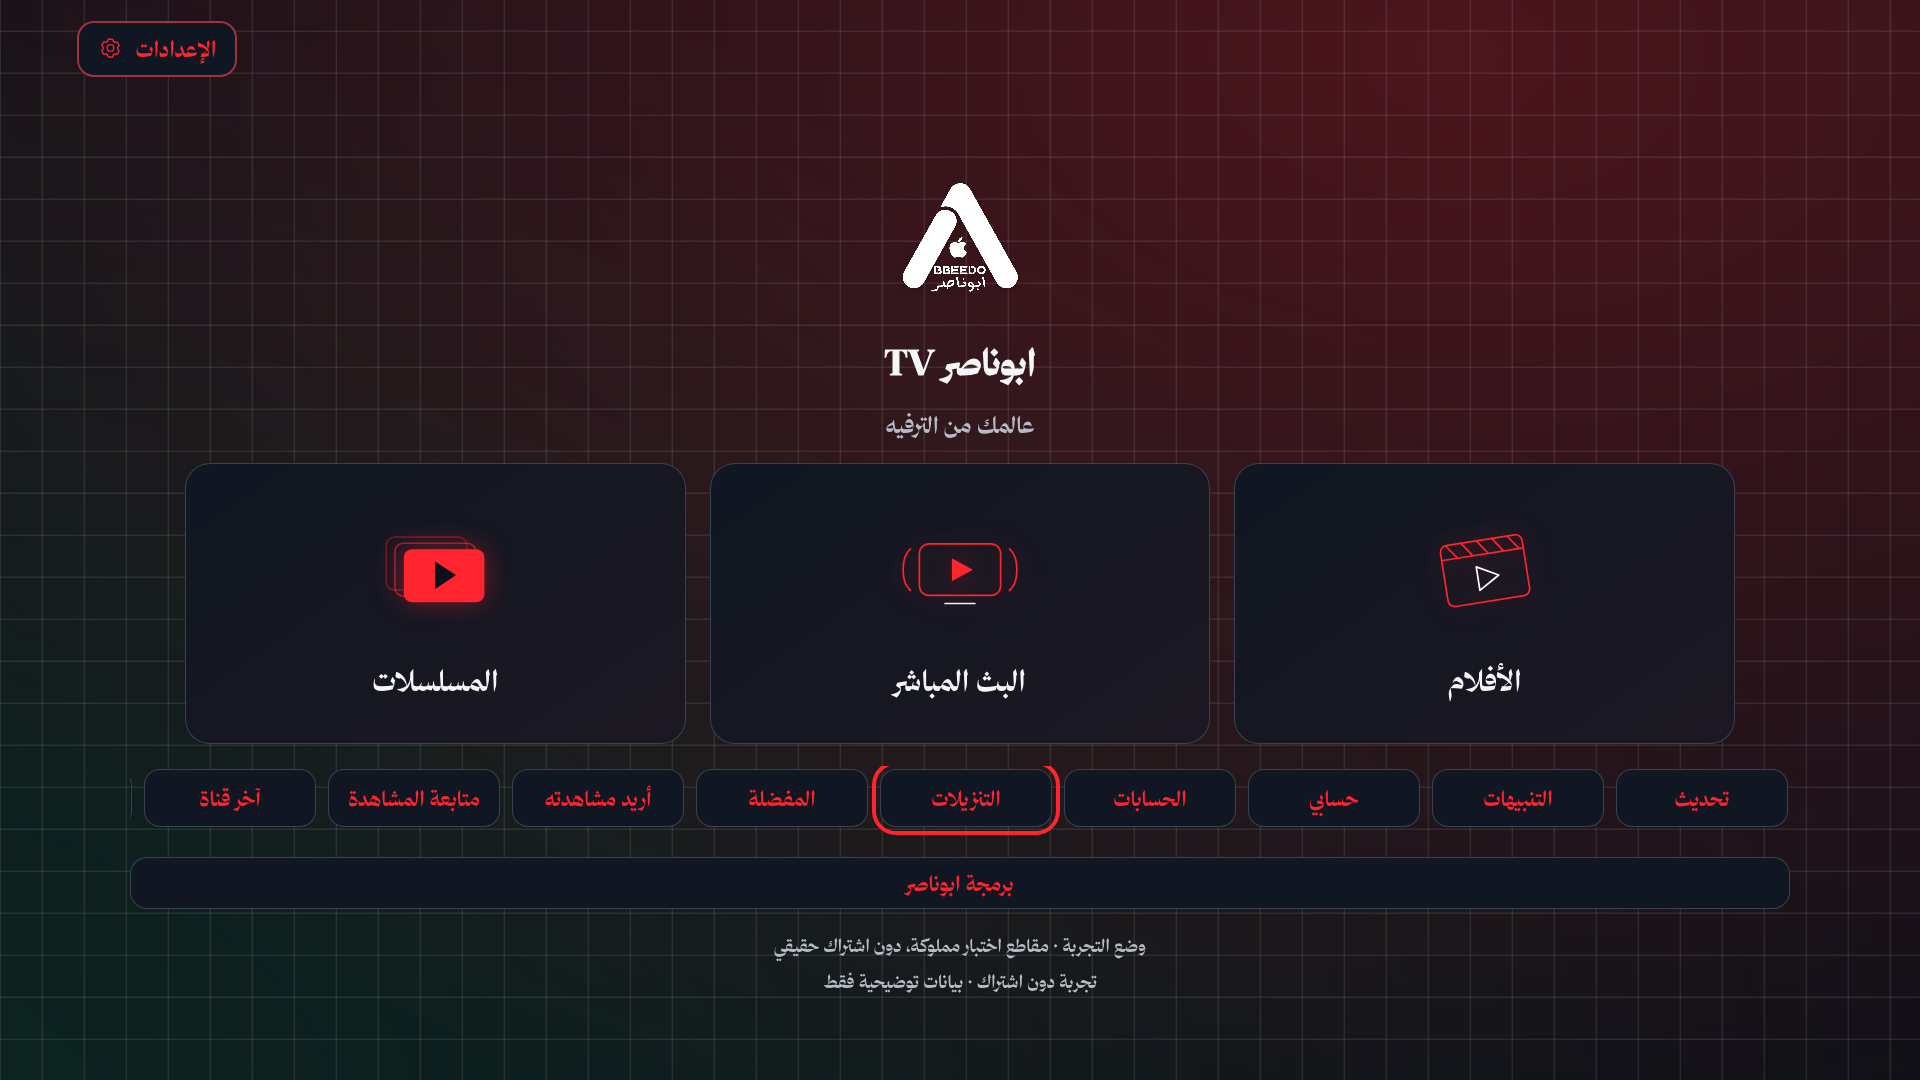 الإعدادات
BBEEDO
ابوناصر
ابوناصر TV
عالمك من الترفيه
الأفلام
البث المباشر
المسلسلات
تحديث
التنبيهات
حسابي
الحسابات
التنزيلات
المفضلة
أريد مشاهدته
متابعة المشاهدة
آخر قناة
برمجة ابوناصر
وضع التجربة · مقاطع اختبار مملوكة، دون اشتراك حقيقي
تجربة دون اشتراك · بيانات توضيحية فقط